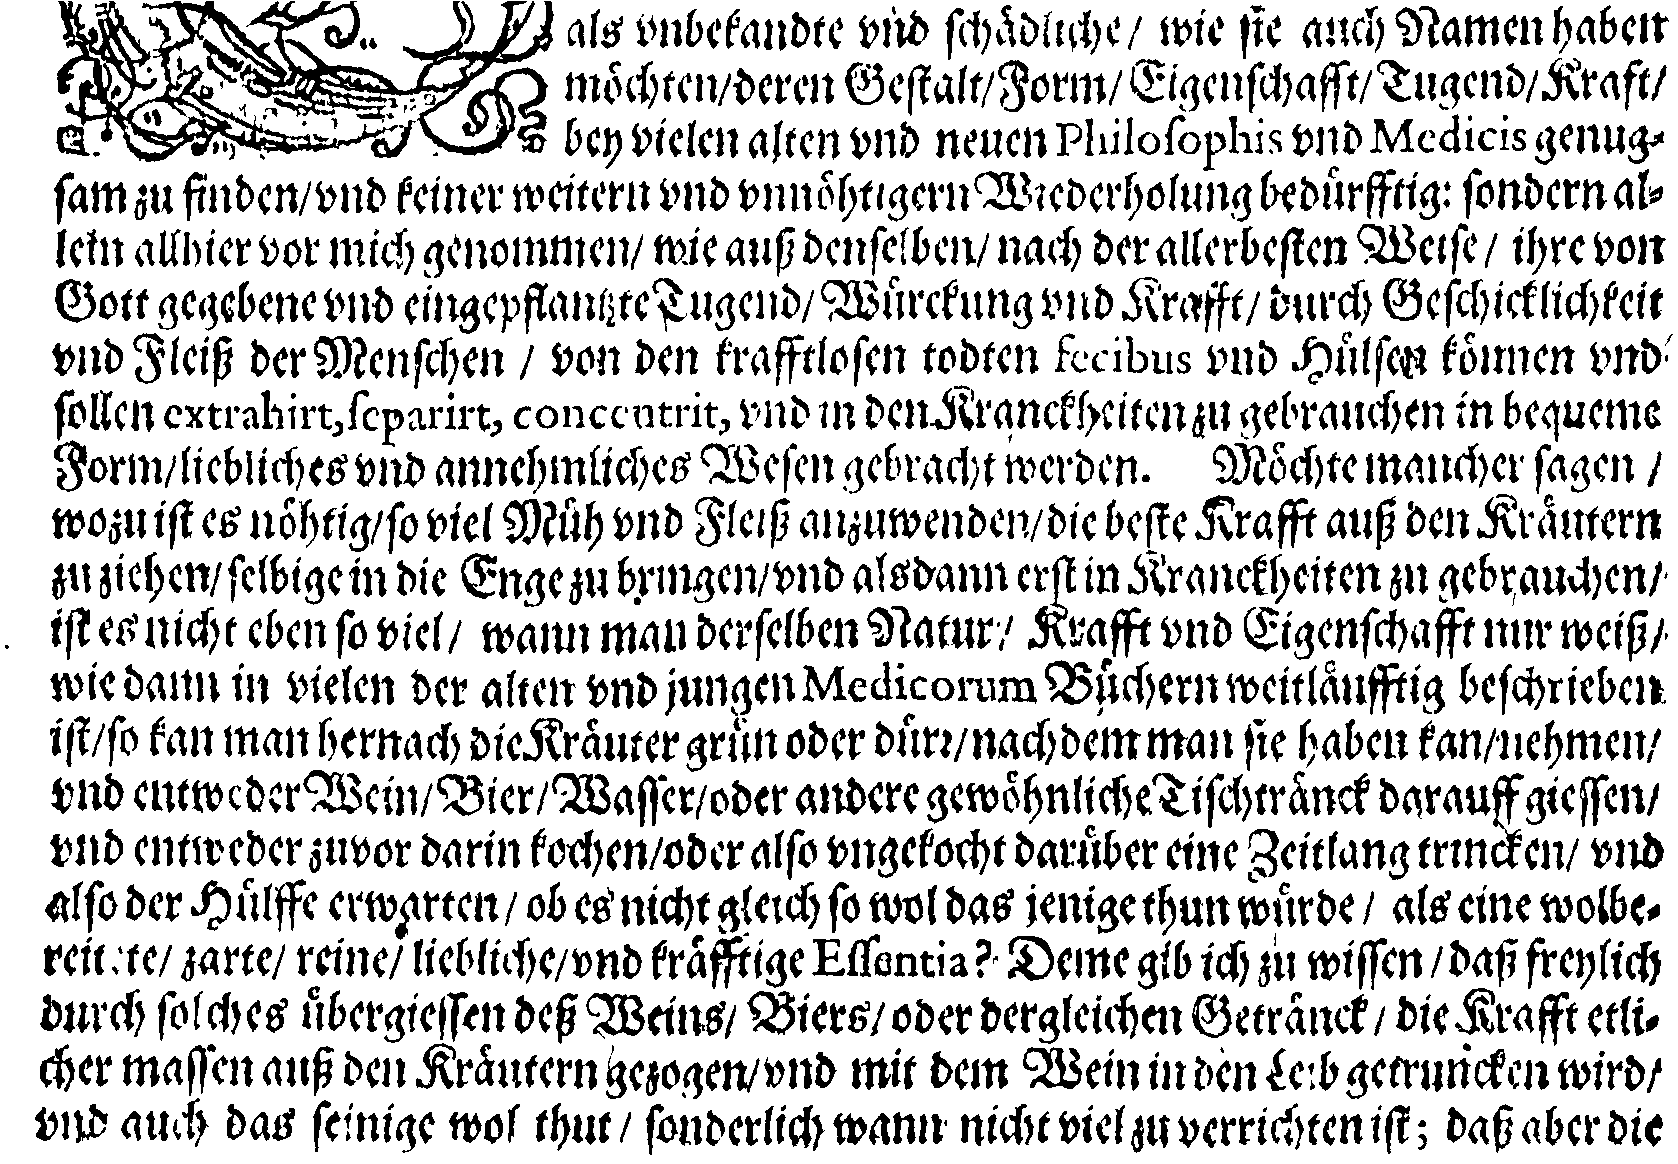 als vnbekandte vnd schädliche / wie sie auch Namen haben
möchten/deren Gestalt/Form/Eigenschafft/Tugend/Kraft/
bey vielen alten vnd neuen Philosophis vnd Medicis genug-
sam zu finden/vnd keiner weitern vnd vnnöhtigern Wiederholung bedürfftig: sondern al-
lein allhier vor mich genommen/ wie auß denselben/ nach der allerbesten Weise / ihre von
Gott gegebene vnd eingepflantzte Tugend/ Würckung vnd Krafft/ durch Geschicklichkeit
vnd Fleiß der Menschen / von den krafftlosen todten fecibus vnd Hülsen können vnd
sollen extrahirt, separirt, concentrit, vnd in den Kranckheiten zu gebrauchen in bequeme
Form/liebliches vnd annehmliches Wesen gebracht werden. Möchte mancher sagen /
wozu ist es nöhtig/so viel Müh vnd Fleiß anzuwenden/die beste Krafft auß den Kräutern
zu ziehen/ selbige in die Enge zu bringen/vnd alsdann erst in Kranckheiten zu gebrauchen/
ist es nicht eben so viel/ wann man derselben Natur/ Krafft vnd Eigenschafft nur weiß/
wie dann in vielen der alten vnd jungen Medicorum Büchern weitläufftig beschrieben
ist/so kan man hernach die Kräuter grün oder dürr/nachdem man sie haben kan/nehmen/
vnd entweder Wein/Bier/Wasser/oder andere gewöhnliche Tischtränck darauff giessen/
vnd entweder zuvor darin kochen/oder also vngekocht darüber eine Zeitlang trincken/ vnd
also der Hülffe erwarten/ ob es nicht gleich so wol das jenige thun würde / als eine wolbe-
reitete/ zarte/ reine/ liebliche/vnd kräfftige Essentia? Deme gib ich zu wissen /daß freylich
durch solches übergiessen deß Weins/ Biers/ oder dergleichen Getränck / die Krafft etli-
cher massen auß den Kräutern gezogen/vnd mit dem Wein in den Leib getruncken wird/
vnd auch das seinige wol thut / sonderlich wann nicht viel zu verrichten ist; daß aber die